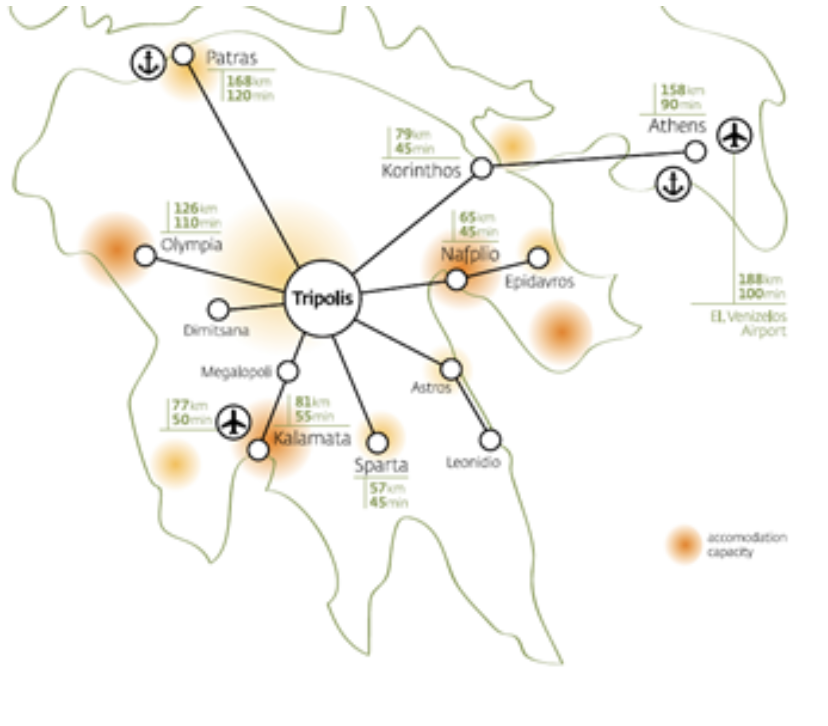 Patras
168km
120min
158km
90min
Athens
79km
45min
Korinthos
126km
110min
Olympia
65km
45min
Nafplio
Epidavros
Tripolis
188km
100min
EL.Venizelos
Airport
Dimitsana
Megalopoli
Astros
77km
50min
81km
55min
Kalamata
Sparta
57km
45min
Leonidio
accomodation
capacity